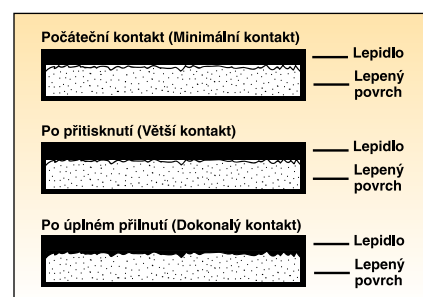 Počáteční kontakt (Minimální kontakt)
Lepidlo
Lepený
povrch
Po přitisknutí (Větší kontakt)
Lepidlo
Lepený
povrch
Po úplném přilnutí (Dokonalý kontakt)
Lepidlo
Lepený
povrch